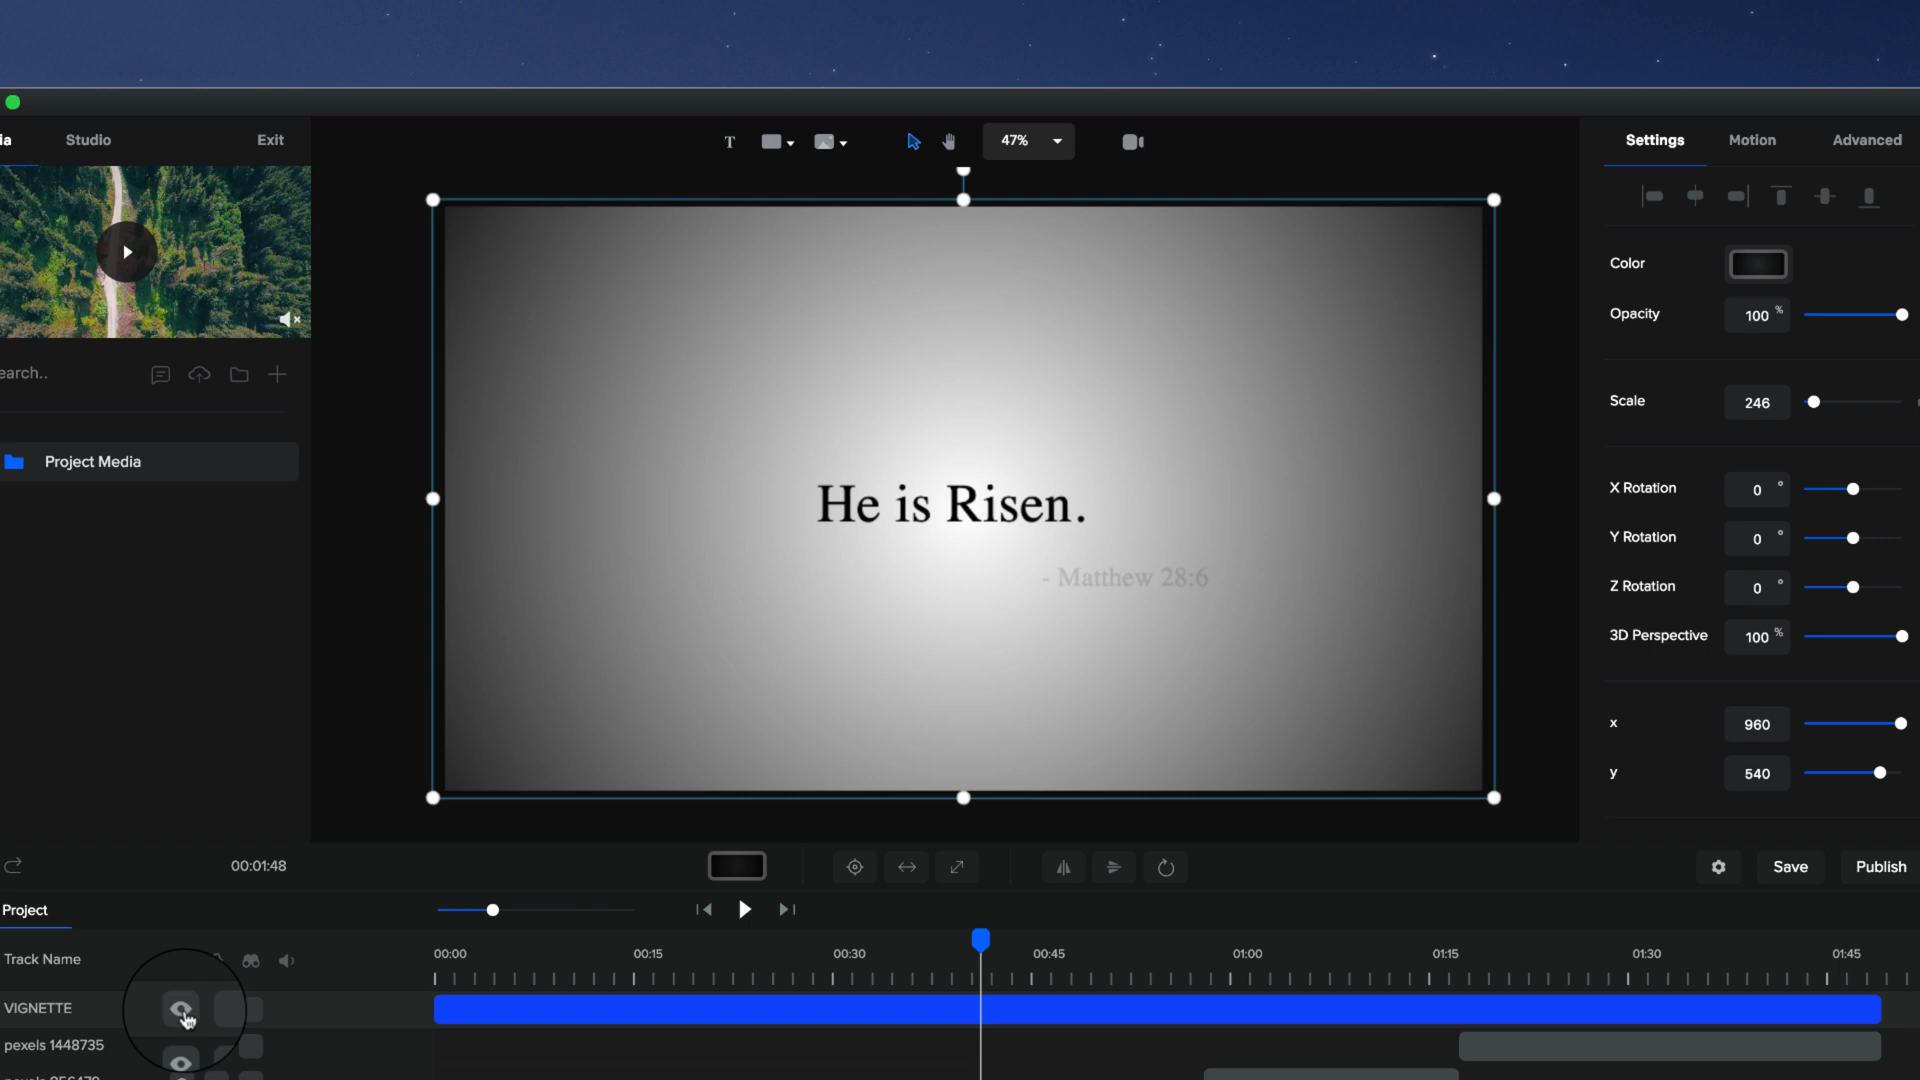 Studio
Exit
47%
Settings
Motion
Advanced
Color
Opacity
100 %
Scale
246
X Rotation
0 °
Y Rotation
0 °
Z Rotation
0 °
3D Perspective
100 %
x
960
y
540
earch..
Project Media
He is Risen.
- Matthew 28:6
00:01:48
Save
Publish
Project
Track Name
00:00
00:15
00:30
00:45
01:00
01:15
01:30
01:45
VIGNETTE
pexels 1448735